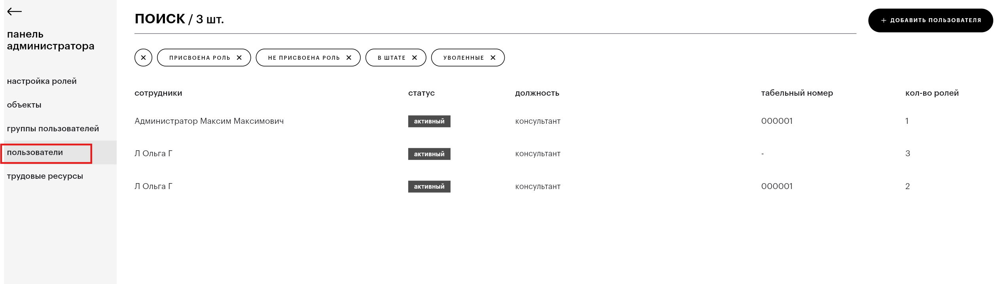 панель
администратора
настройка ролей
объекты
группы пользователей
пользователи
трудовые ресурсы
ПОИСК / 3 шт.
+ ДОБАВИТЬ ПОЛЬЗОВАТЕЛЯ
ПРИСВОЕНА РОЛЬ НЕ ПРИСВОЕНА РОЛЬ В ШТАТЕ УВОЛЕННЫЕ
сотрудники статус должность табельный номер кол-во ролей
Администратор Максим Максимович активный консультант 000001 1
Л Ольга Г активный консультант - 3
Л Ольга Г активный консультант 000001 2